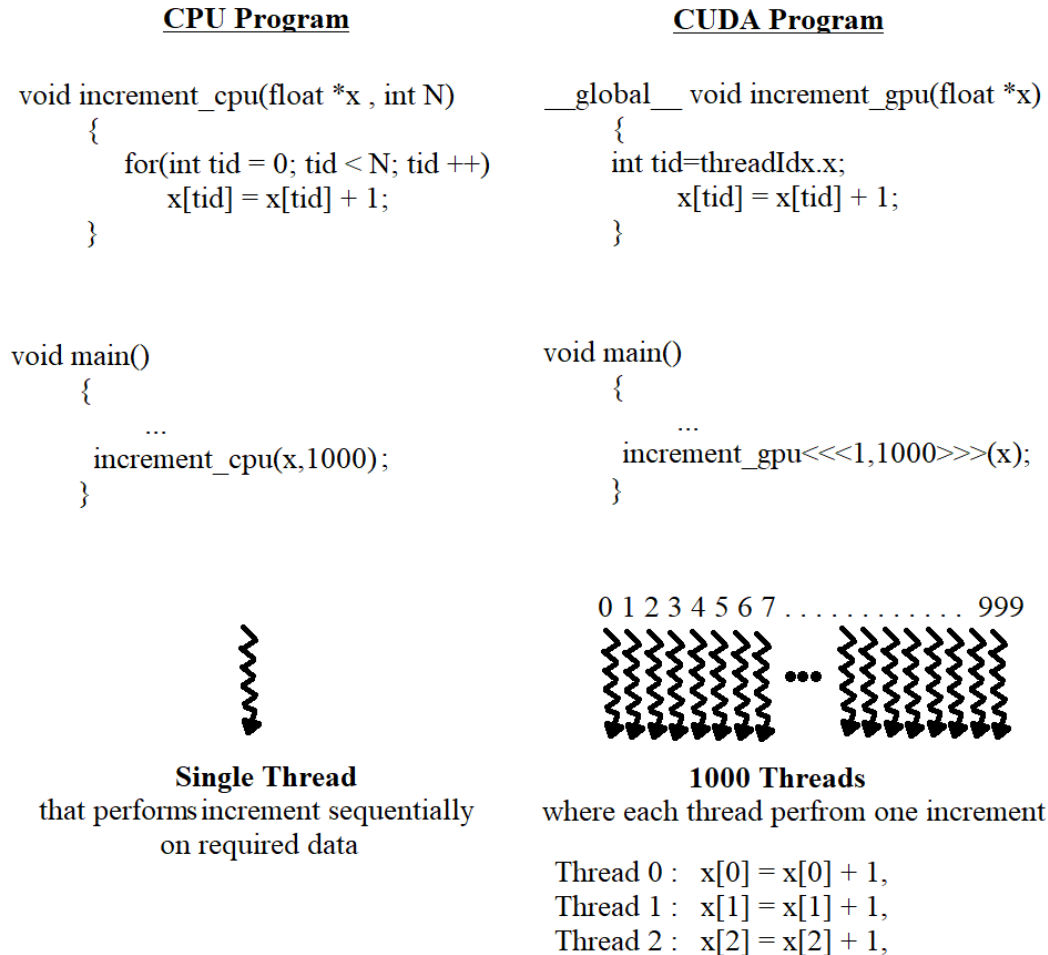 CPU Program
void increment_cpu(float *x , int N)
{
for(int tid = 0; tid < N; tid ++)
x[tid] = x[tid] + 1;
}
void main()
{
...
increment_cpu(x,1000);
}
Single Thread
that performs increment sequentially
on required data
CUDA Program
__global__ void increment_gpu(float *x)
{
int tid=threadIdx.x;
x[tid] = x[tid] + 1;
}
void main()
{
...
increment_gpu<<<1,1000>>>(x);
}
0 1 2 3 4 5 6 7 . . . . . . . . . . . . 999
1000 Threads
where each thread perfrom one increment
Thread 0 : x[0] = x[0] + 1,
Thread 1 : x[1] = x[1] + 1,
Thread 2 : x[2] = x[2] + 1,